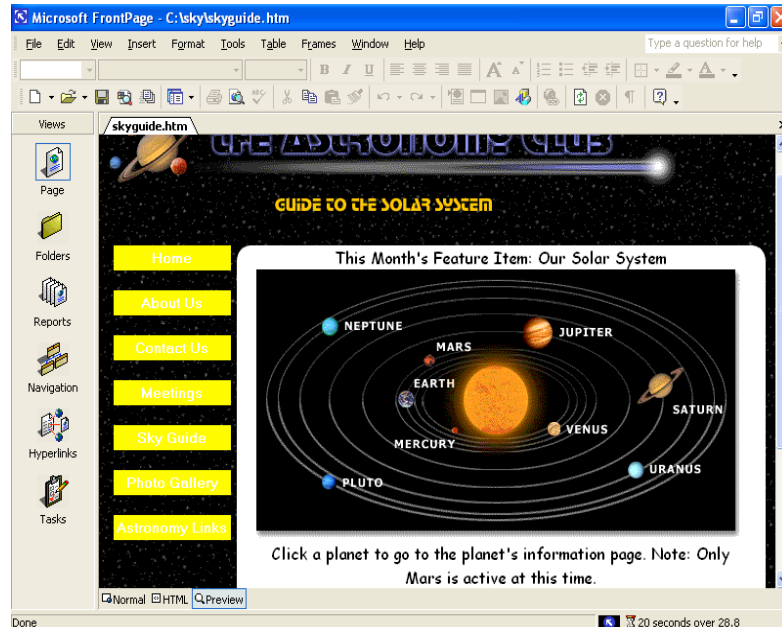 Microsoft FrontPage - C:\sky\skyguide.htm
File Edit View Insert Format Tools Table Frames Window Help
Type a question for help
B I U
Views
skyguide.htm
THE ASTRONOMY CLUB
GUIDE TO THE SOLAR SYSTEM
Page
Folders
Reports
Navigation
Hyperlinks
Tasks
Home
About Us
Contact Us
Meetings
Sky Guide
Photo Gallery
Astronomy Links
This Month's Feature Item: Our Solar System
NEPTUNE
JUPITER
MARS
EARTH
SATURN
VENUS
MERCURY
URANUS
PLUTO
Click a planet to go to the planet's information page. Note: Only
Mars is active at this time.
Normal HTML Preview
Done
20 seconds over 28.8